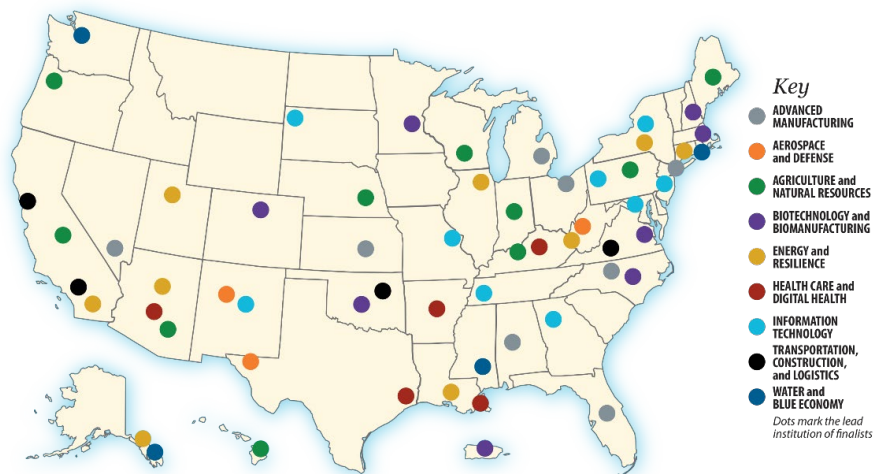 Key
ADVANCED
MANUFACTURING
AEROSPACE
and DEFENSE
AGRICULTURE and
NATURAL RESOURCES
BIOTECHNOLOGY and
BIOMANUFACTURING
ENERGY and
RESILIENCE
HEALTH CARE and
DIGITAL HEALTH
INFORMATION
TECHNOLOGY
TRANSPORTATION,
CONSTRUCTION,
and LOGISTICS
WATER and
BLUE ECONOMY
Dots mark the lead
institution of finalists